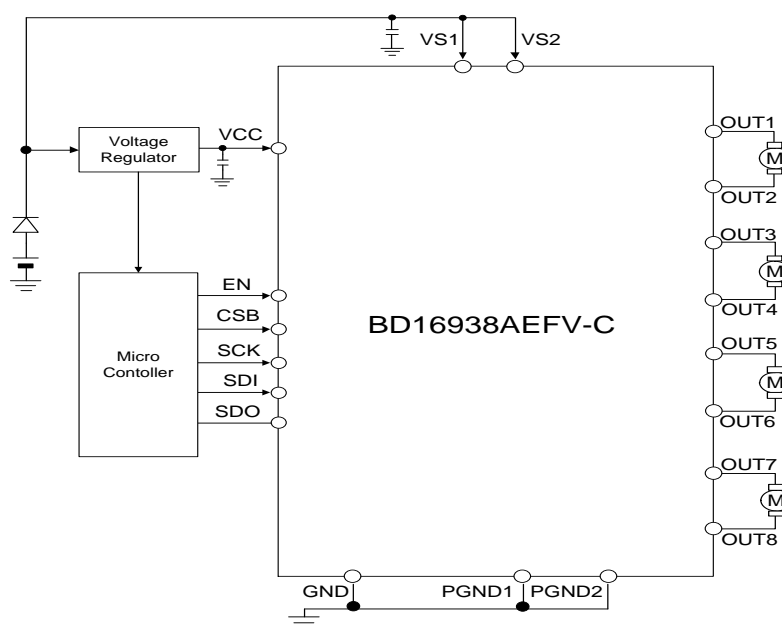 VS1 VS2
Voltage
Regulator
VCC
OUT1
M
OUT2
OUT3
M
OUT4
EN
CSB
SCK
SDI
SDO
Micro
Contoller
BD16938AEFV-C
OUT5
M
OUT6
OUT7
M
OUT8
GND PGND1 PGND2